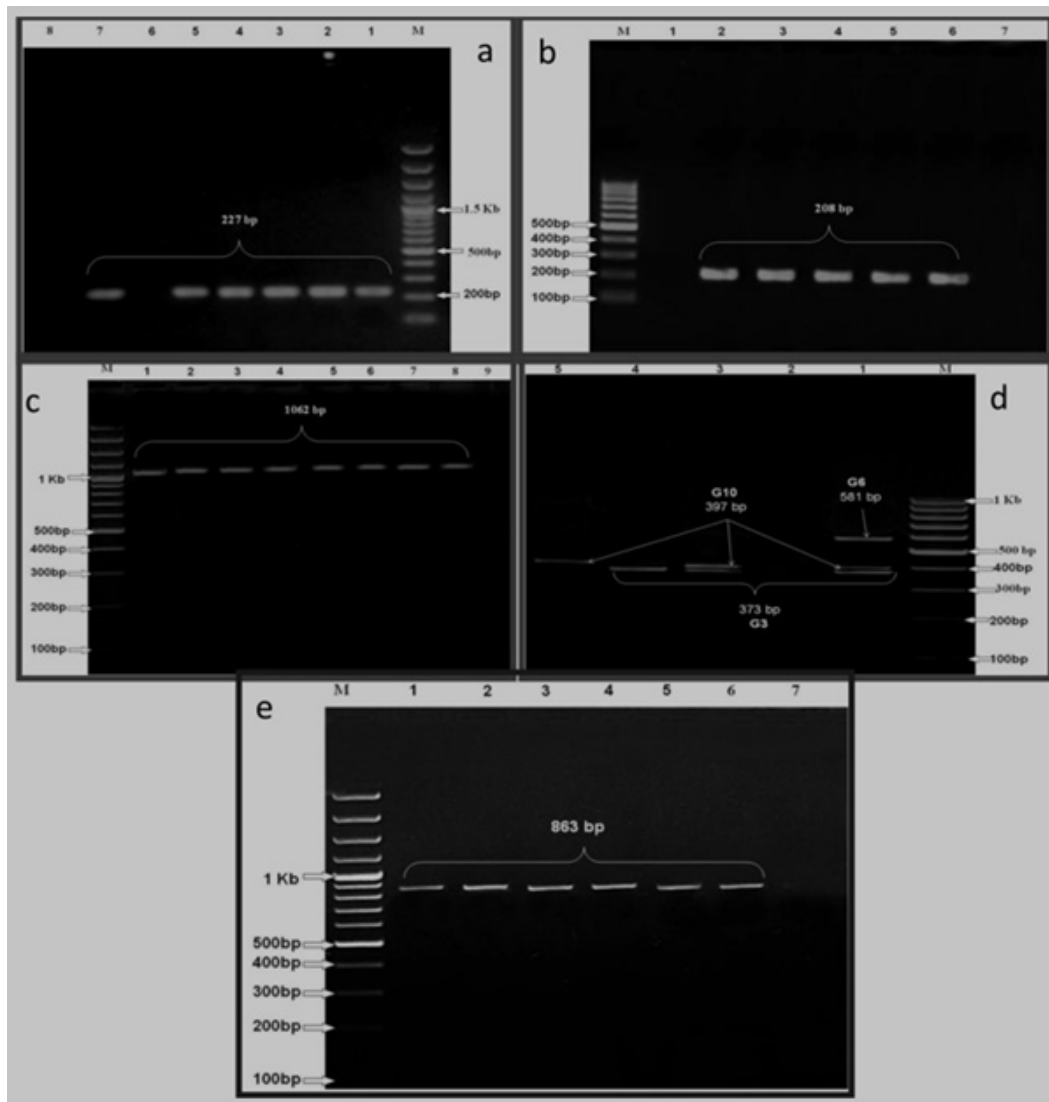 8 7 6 5 4 3 2 1 M
a
227 bp
1.5 Kb
500bp
200bp
M 1 2 3 4 5 6 7
b
208 bp
500bp
400bp
300bp
200bp
100bp
M 1 2 3 4 5 6 7 8 9
c
1062 bp
1 Kb
500bp
400bp
300bp
200bp
100bp
5 4 3 2 1 M
d
G10
397 bp
G6
581 bp
1 Kb
500 bp
400bp
300bp
200bp
100bp
373 bp
G3
M 1 2 3 4 5 6 7
e
863 bp
1 Kb
500bp
400bp
300bp
200bp
100bp